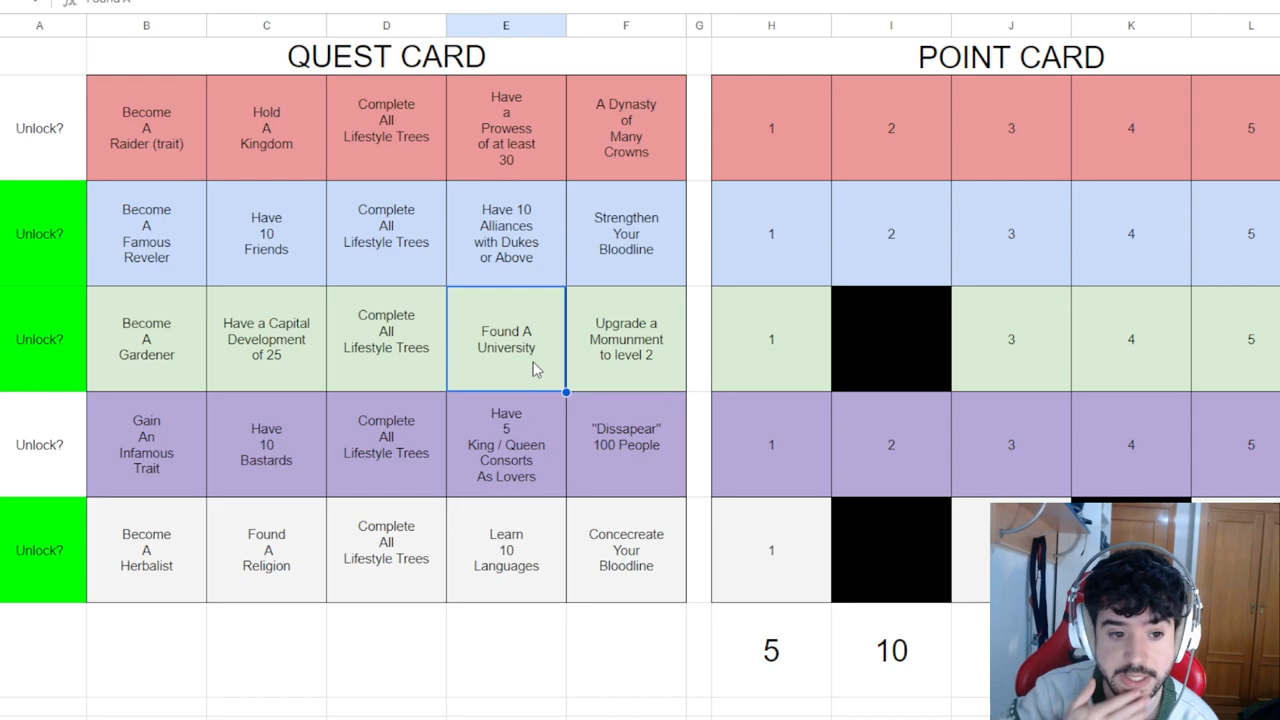 A B C D E F G H I J K L
QUEST CARD POINT CARD
Unlock?
Become
A
Raider (trait)
Hold
A
Kingdom
Complete
All
Lifestyle Trees
Have
a
Prowess
of at least
30
A Dynasty
of
Many
Crowns
1 2 3 4 5
Unlock?
Become
A
Famous
Reveler
Have
10
Friends
Complete
All
Lifestyle Trees
Have 10
Alliances
with Dukes
or Above
Strengthen
Your
Bloodline
1 2 3 4 5
Unlock?
Become
A
Gardener
Have a Capital
Development
of 25
Complete
All
Lifestyle Trees
Found A
University
Upgrade a
Momunment
to level 2
1 3 4 5
Unlock?
Gain
An
Infamous
Trait
Have
10
Bastards
Complete
All
Lifestyle Trees
Have
5
King / Queen
Consorts
As Lovers
"Dissapear"
100 People
1 2 3 4 5
Unlock?
Become
A
Herbalist
Found
A
Religion
Complete
All
Lifestyle Trees
Learn
10
Languages
Concecreate
Your
Bloodline
1
5 10